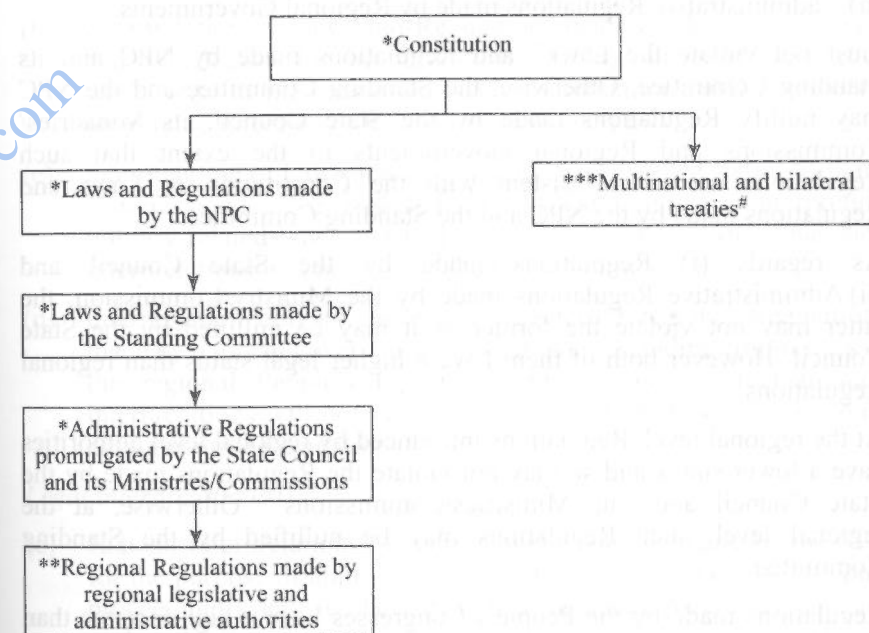 *Constitution
com
*Laws and Regulations made
by the NPC
***Multinational and bilateral
treaties#
*Laws and Regulations made by
the Standing Committee
*Administrative Regulations
promulgated by the State Council
and its Ministries/Commissions
**Regional Regulations made by
regional legislative and
administrative authorities